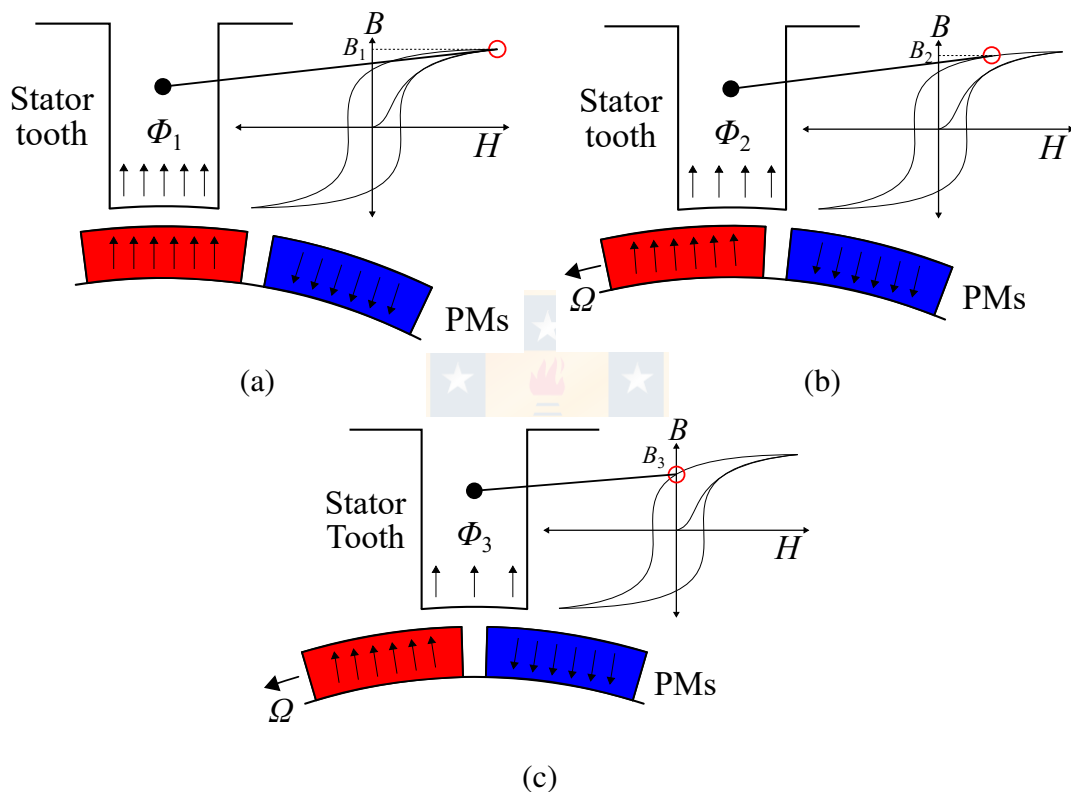 B
B₁
Stator
tooth
Φ₁
H
PMs
(a)
B
B₂
Stator
tooth
Φ₂
H
Ω
PMs
(b)
B
B₃
Stator
Tooth
Φ₃
H
Ω
PMs
(c)